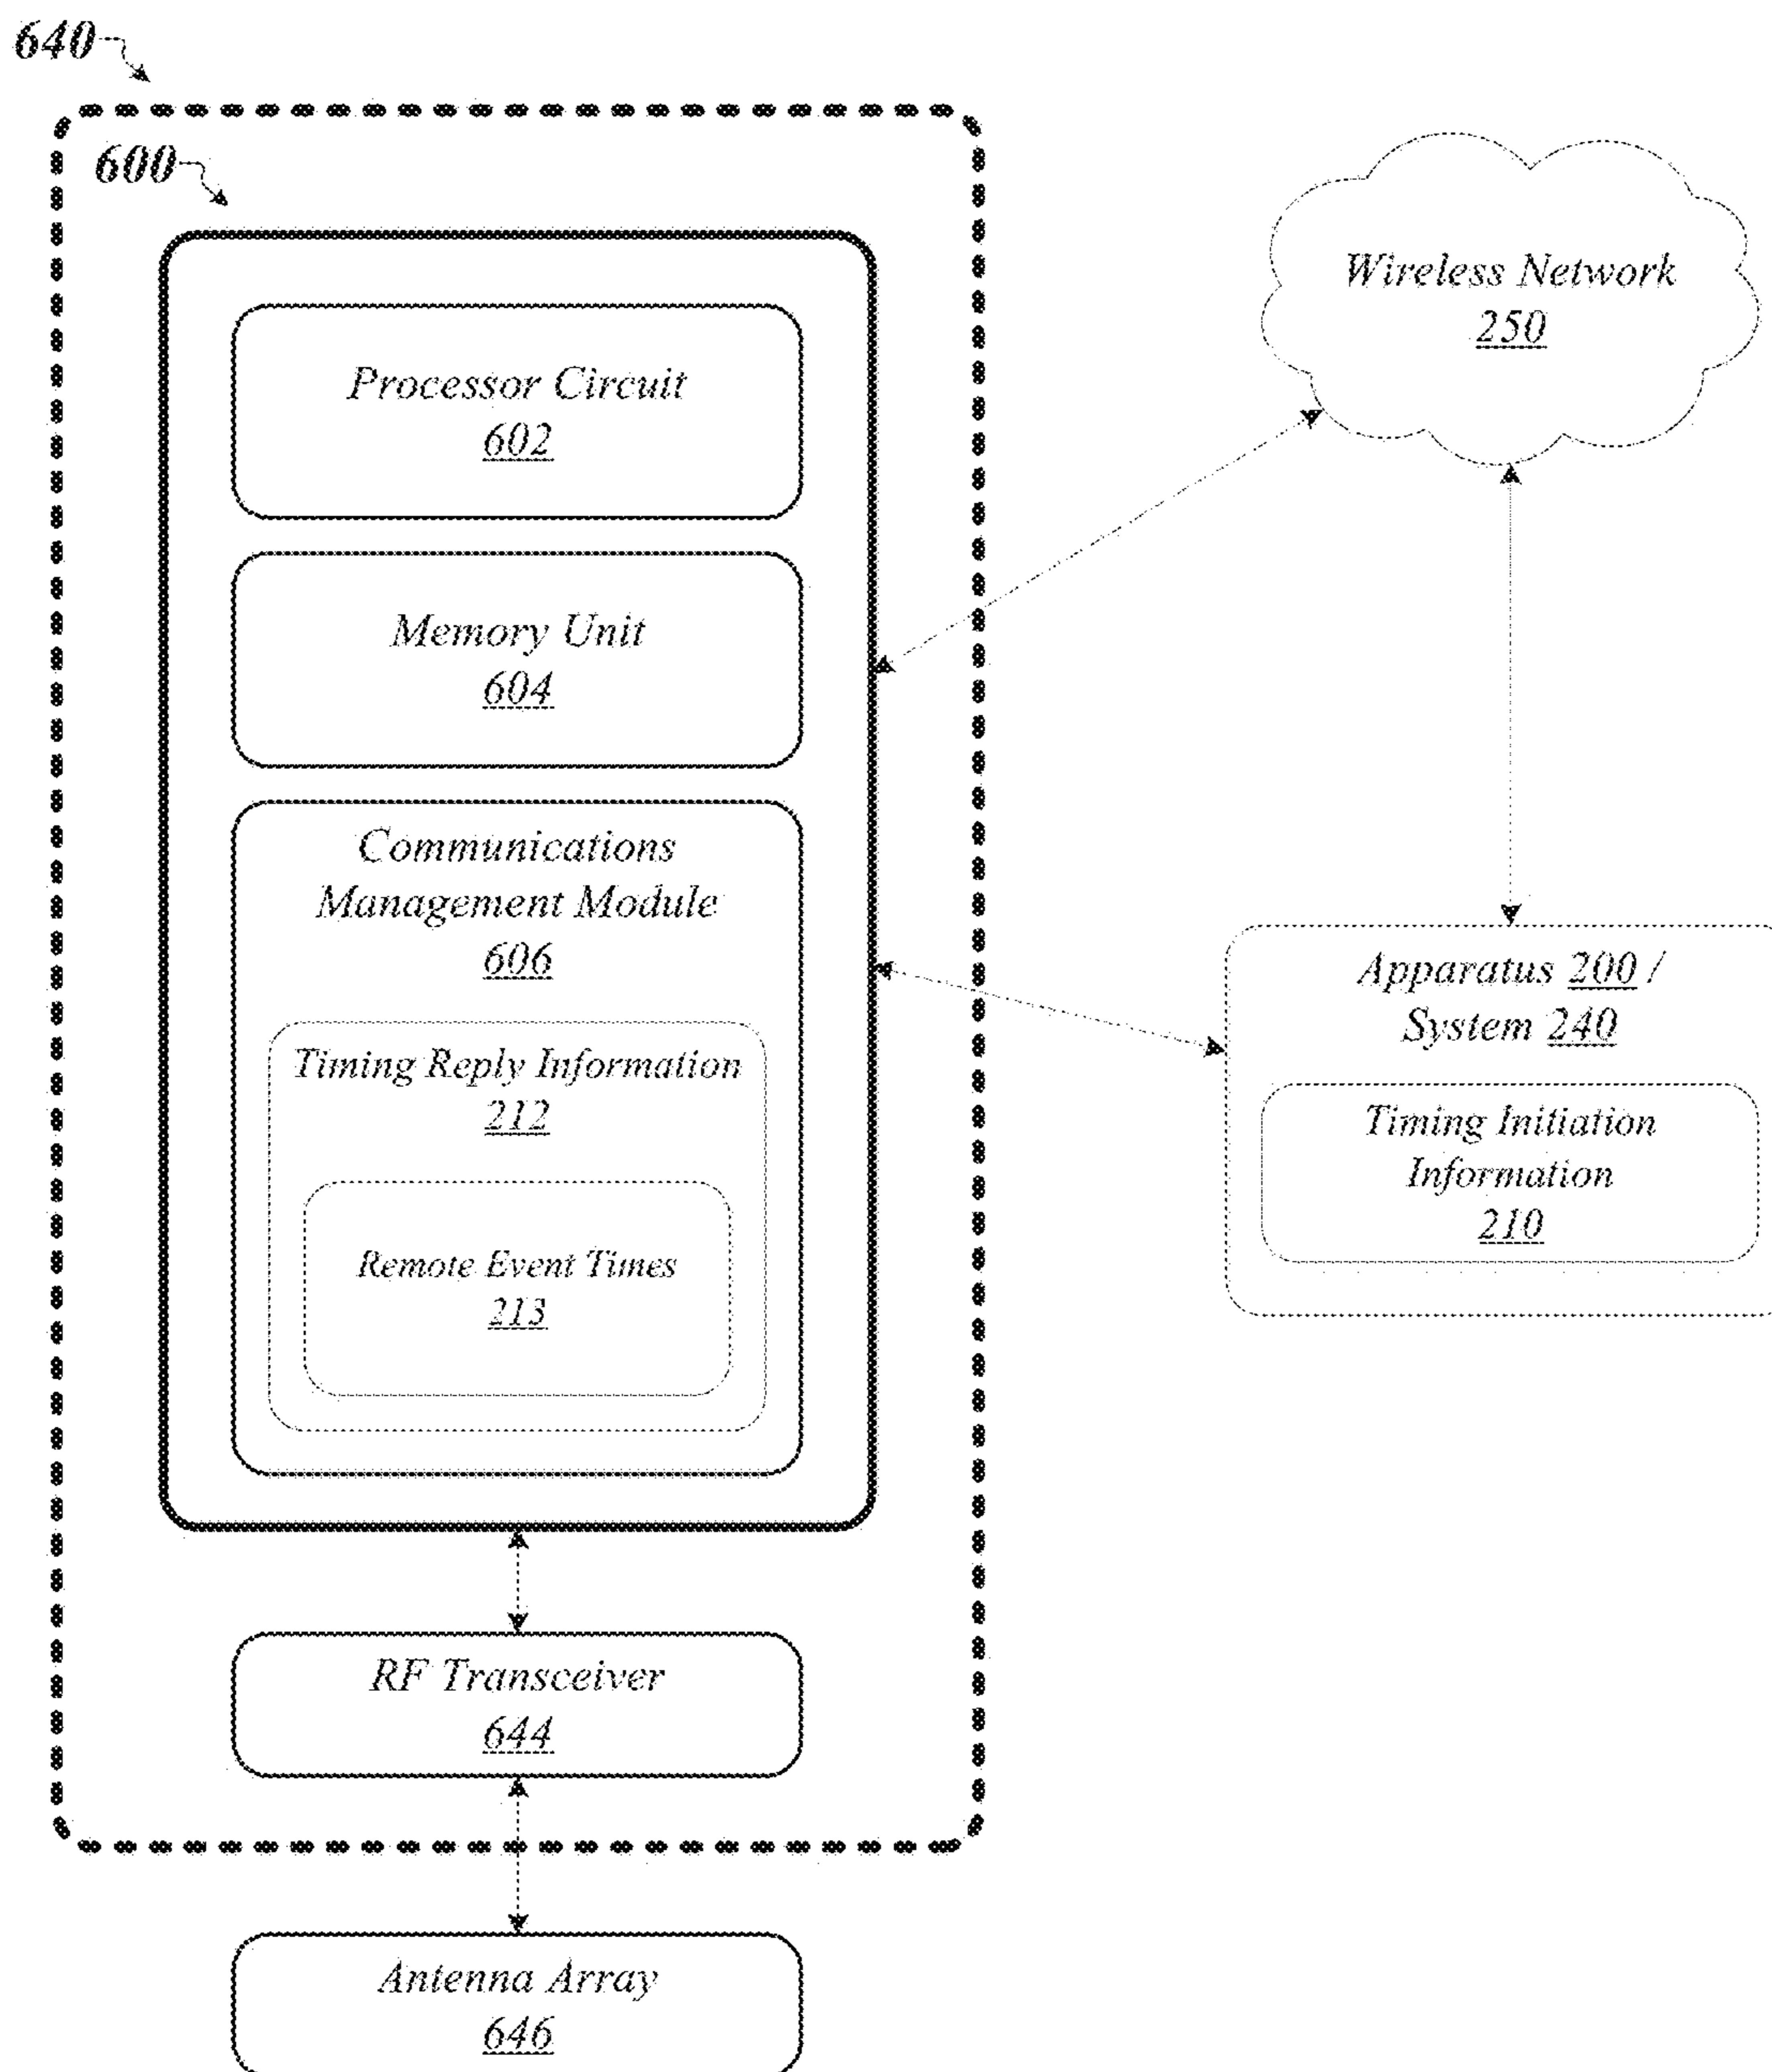 640
600
Processor Circuit
602
Memory Unit
604
Communications
Management Module
606
Timing Reply Information
212
Remote Event Times
213
RF Transceiver
644
Antenna Array
646
Wireless Network
250
Apparatus 200 /
System 240
Timing Initiation
Information
210